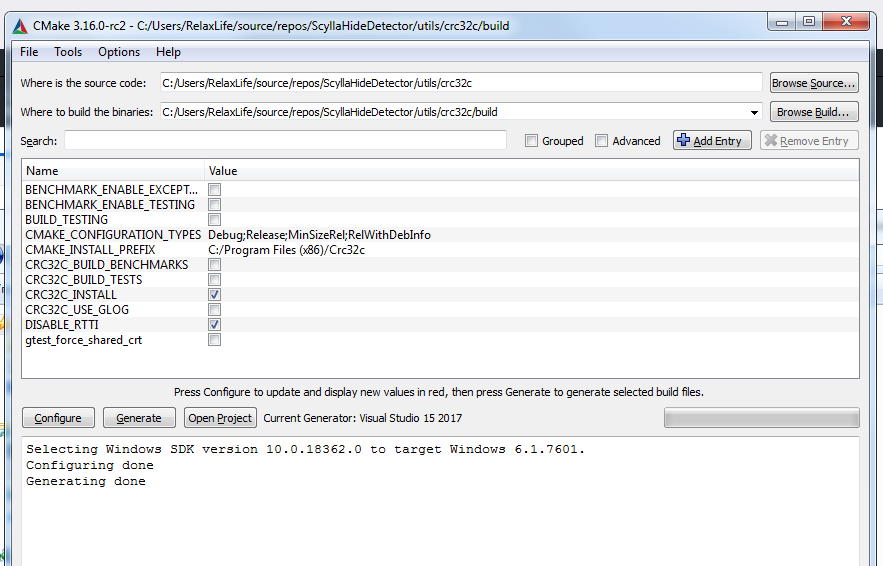 CMake 3.16.0-rc2 - C:/Users/RelaxLife/source/repos/ScyllaHideDetector/utils/crc32c/build
File Tools Options Help
Where is the source code: C:/Users/RelaxLife/source/repos/ScyllaHideDetector/utils/crc32c Browse Source...
Where to build the binaries: C:/Users/RelaxLife/source/repos/ScyllaHideDetector/utils/crc32c/build Browse Build...
Search: Grouped Advanced Add Entry Remove Entry
Name Value
BENCHMARK_ENABLE_EXCEPT...
BENCHMARK_ENABLE_TESTING
BUILD_TESTING
CMAKE_CONFIGURATION_TYPES Debug;Release;MinSizeRel;RelWithDebInfo
CMAKE_INSTALL_PREFIX C:/Program Files (x86)/Crc32c
CRC32C_BUILD_BENCHMARKS
CRC32C_BUILD_TESTS
CRC32C_INSTALL
CRC32C_USE_GLOG
DISABLE_RTTI
gtest_force_shared_crt
Press Configure to update and display new values in red, then press Generate to generate selected build files.
Configure Generate Open Project Current Generator: Visual Studio 15 2017
Selecting Windows SDK version 10.0.18362.0 to target Windows 6.1.7601.
Configuring done
Generating done